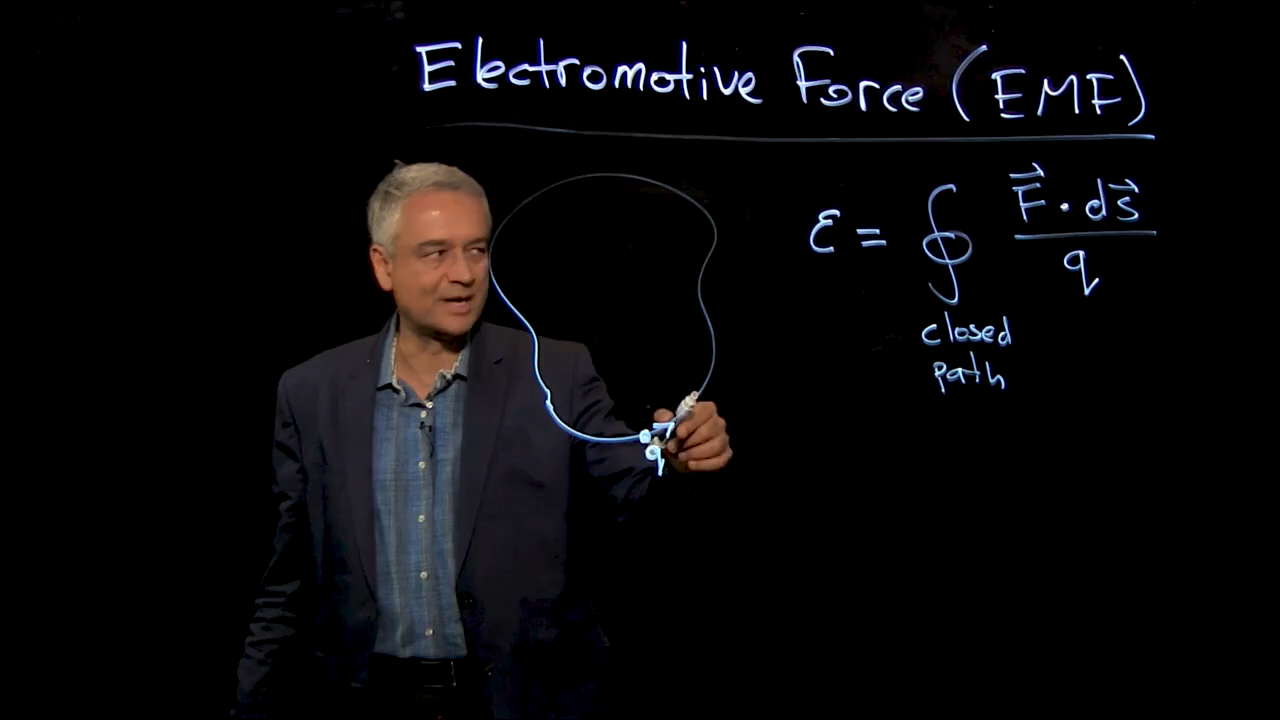 Electromotive Force (EMF)
ε = ∮ F⃗ · ds⃗ / q
closed
path
q